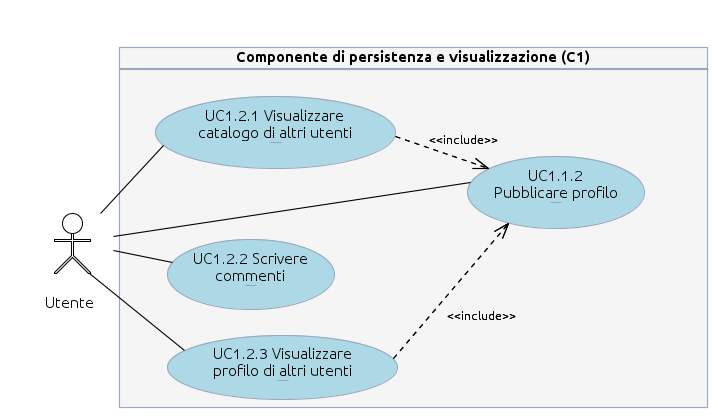 Componente di persistenza e visualizzazione (C1)
UC1.2.1 Visualizzare
catalogo di altri utenti
<<include>>
UC1.1.2
Pubblicare profilo
UC1.2.2 Scrivere
commenti
Utente
<<include>>
UC1.2.3 Visualizzare
profilo di altri utenti